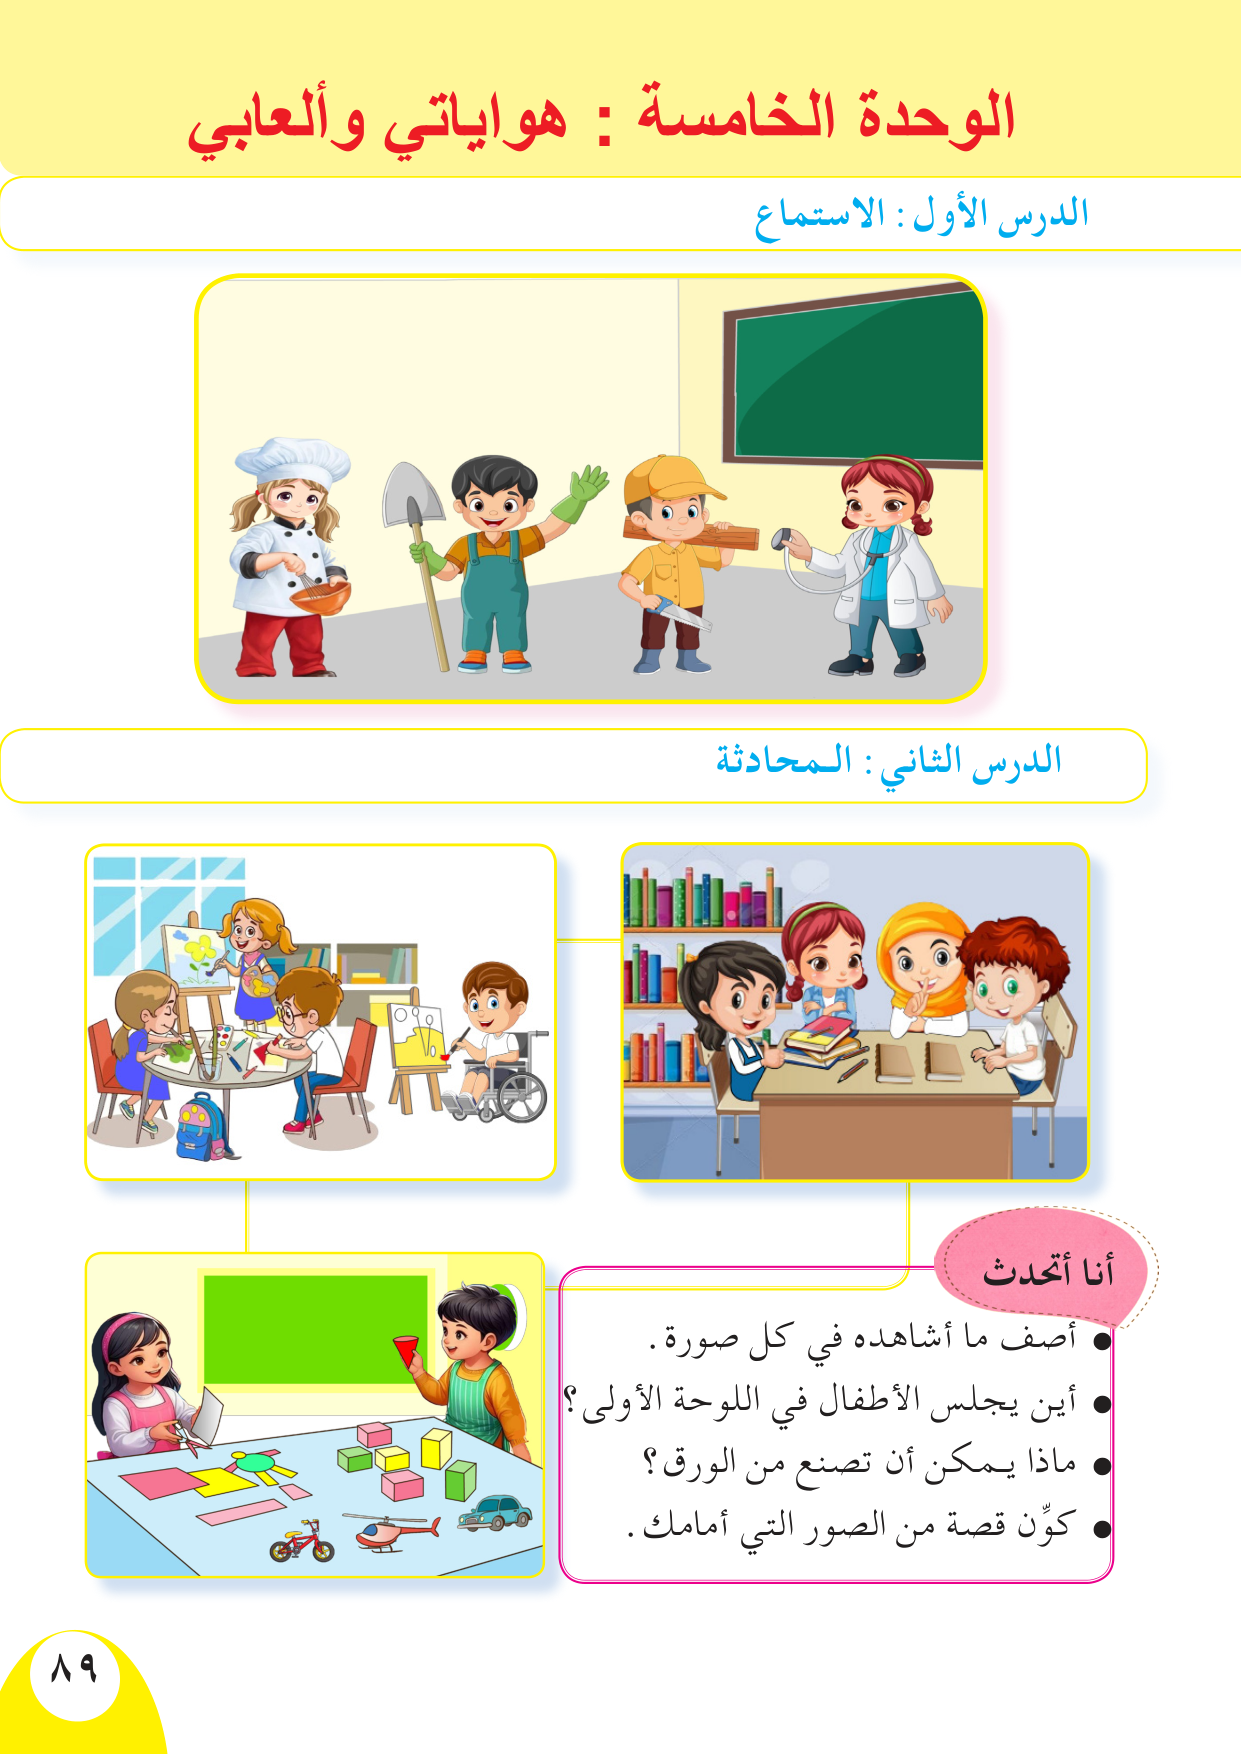 الوحدة الخامسة : هواياتي وألعابي
الدرس الأول : الاستماع
الدرس الثاني : المحادثة
أنا أتحدث
● أصف ما أشاهده في كل صورة .
● أين يجلس الأطفال في اللوحة الأولى؟
● ماذا يمكن أن تصنع من الورق؟
● كوِّن قصة من الصور التي أمامك .
٨٩